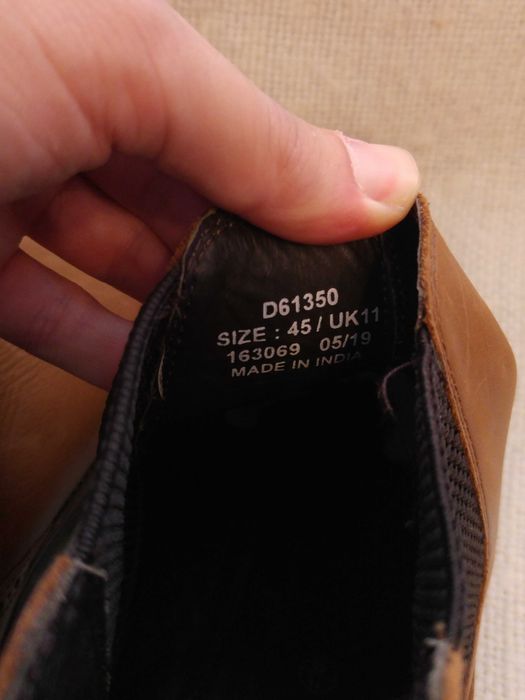 D61350
SIZE : 45 / UK11
163069 05/19
MADE IN INDIA